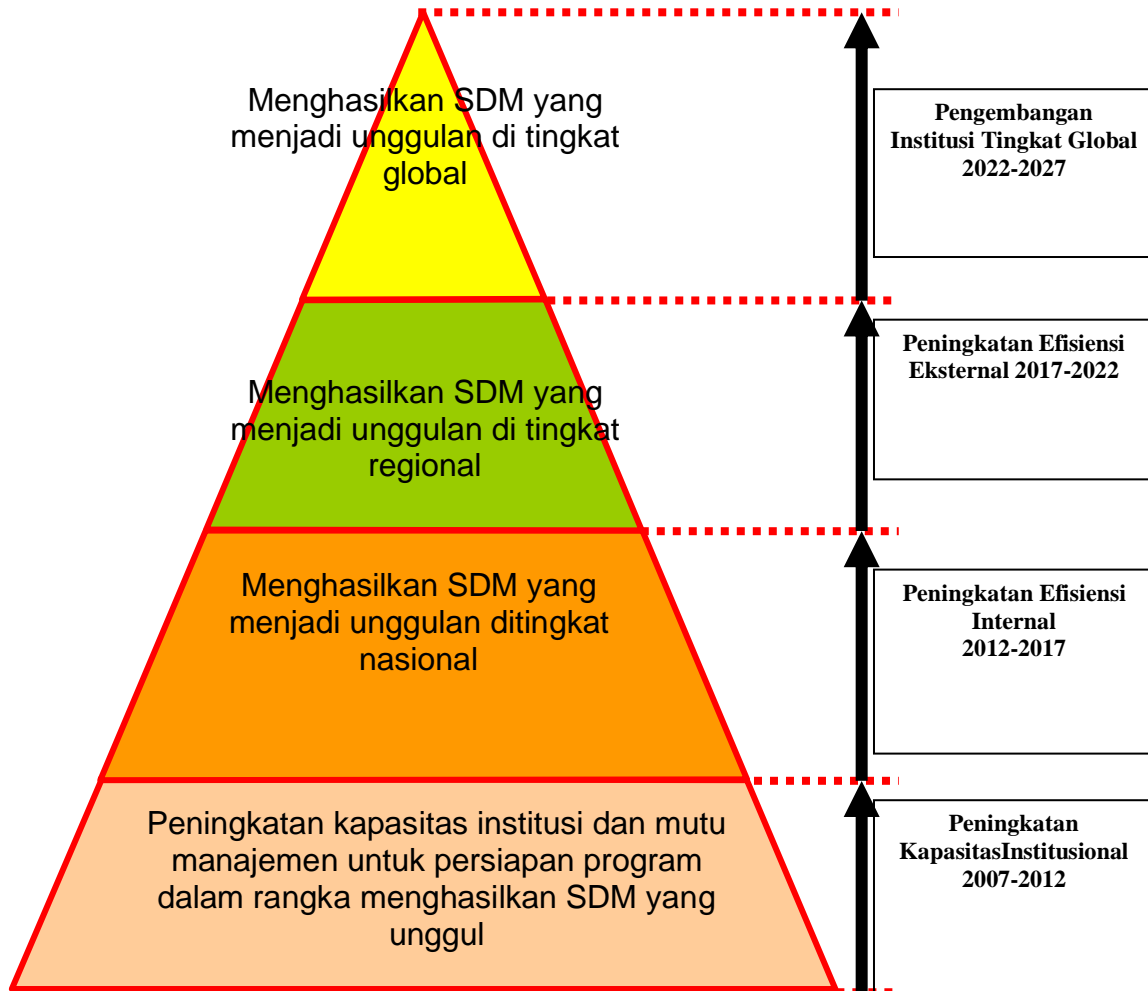 Menghasilkan SDM yang
menjadi unggulan di tingkat
global
Pengembangan
Institusi Tingkat Global
2022-2027
Menghasilkan SDM yang
menjadi unggulan di tingkat
regional
Peningkatan Efisiensi
Eksternal 2017-2022
Menghasilkan SDM yang
menjadi unggulan ditingkat
nasional
Peningkatan Efisiensi
Internal
2012-2017
Peningkatan kapasitas institusi dan mutu
manajemen untuk persiapan program
dalam rangka menghasilkan SDM yang
unggul
Peningkatan
KapasitasInstitusional
2007-2012